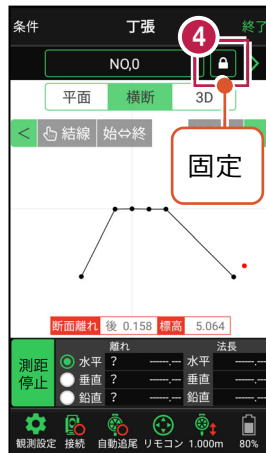 条件 丁張 終了
4
NO,0
平面 横断 3D
< 結線 始⇔終
固定
断面離れ 後 0.158 標高 5.064
離れ 法長
測距停止 水平 ? -----.--- 水平 -----.---
垂直 ? -----.--- 垂直 -----.---
鉛直 ? -----.--- 鉛直 -----.---
観測設定 接続 自動追尾 リモコン 1.000m 80%